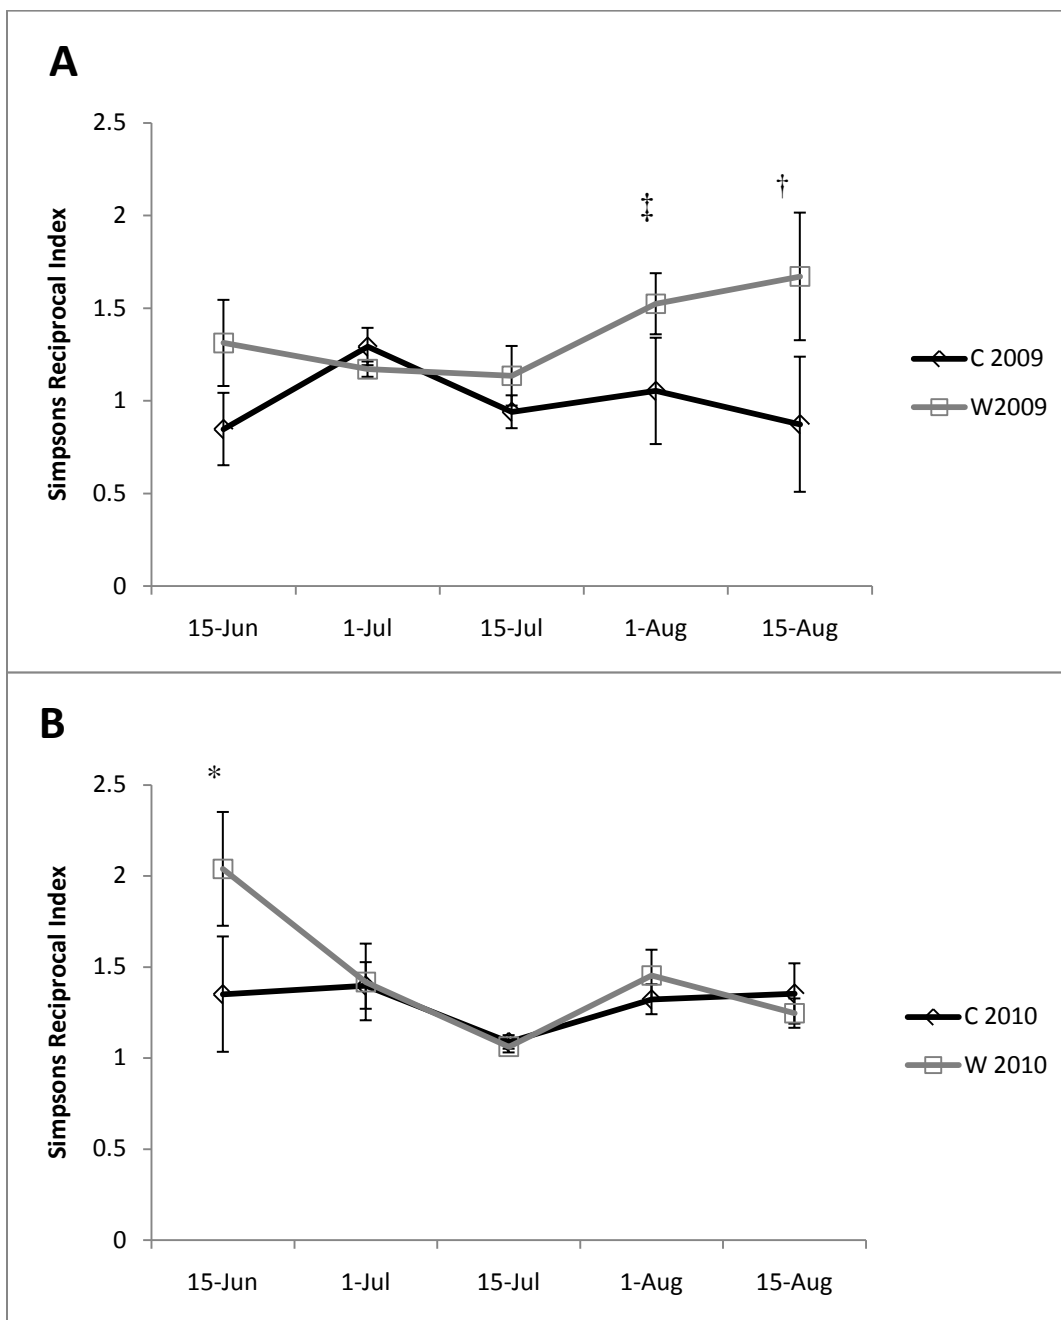 A
2.5
2
1.5
1
0.5
0
Simpsons Reciprocal Index
‡
†
15-Jun 1-Jul 15-Jul 1-Aug 15-Aug
C 2009
W2009
B
*
2.5
2
1.5
1
0.5
0
Simpsons Reciprocal Index
15-Jun 1-Jul 15-Jul 1-Aug 15-Aug
C 2010
W 2010